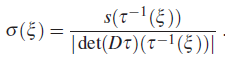 σ(ξ) = s(τ⁻¹(ξ)) / |det(Dτ)(τ⁻¹(ξ))| .